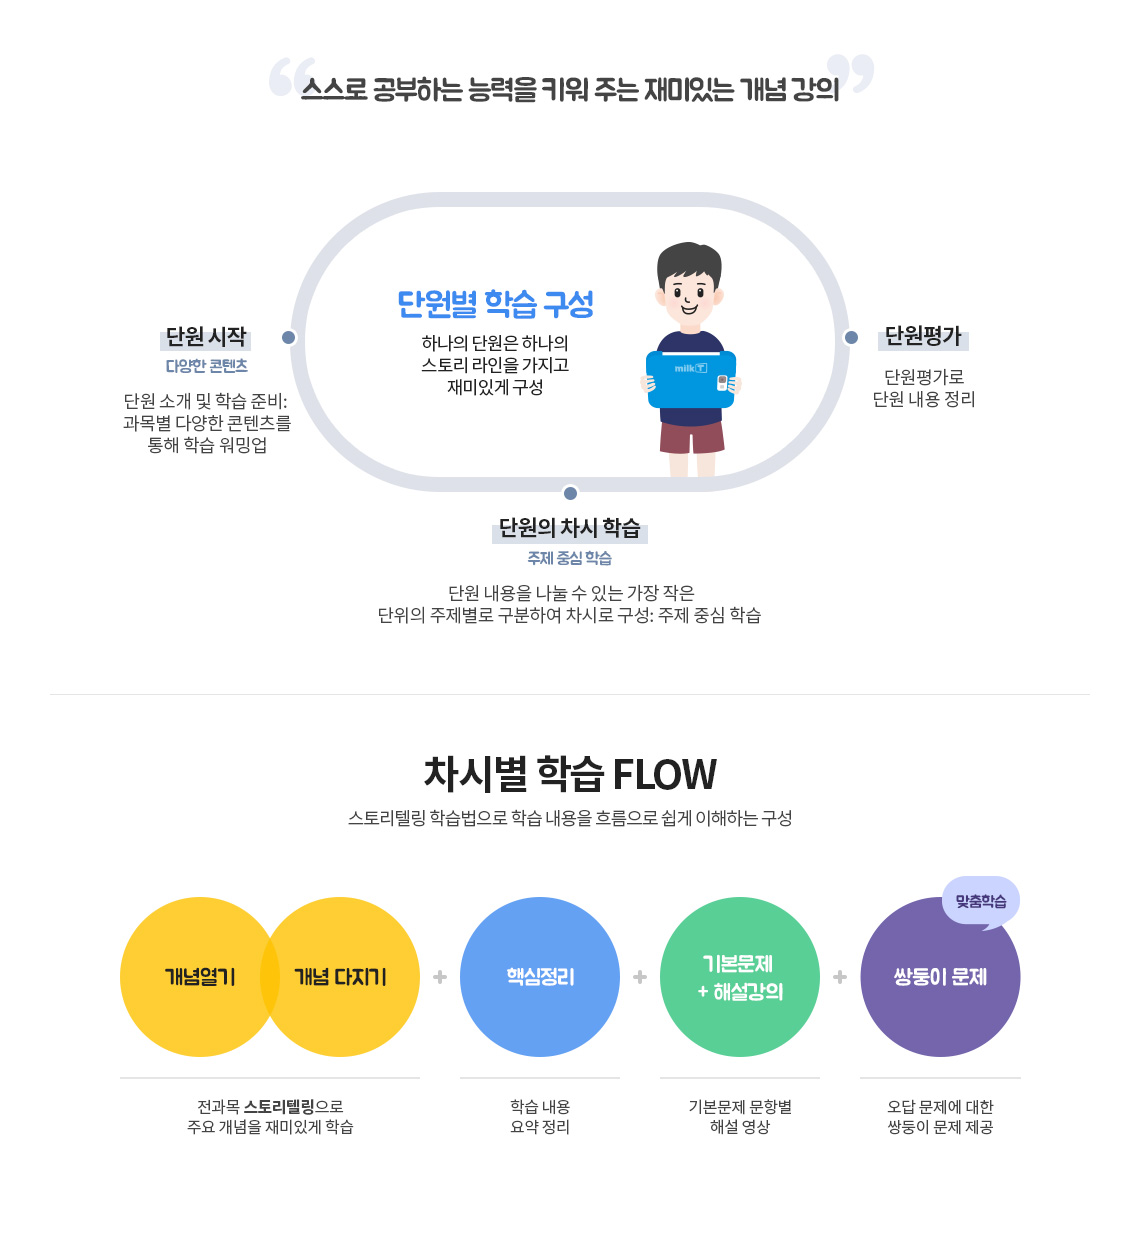 “스스로 공부하는 능력을 키워 주는 재미있는 개념 강의”
단원별 학습 구성
하나의 단원은 하나의
스토리 라인을 가지고
재미있게 구성
milkT
단원 시작
다양한 콘텐츠
단원 소개 및 학습 준비:
과목별 다양한 콘텐츠를
통해 학습 워밍업
단원평가
단원평가로
단원 내용 정리
단원의 차시 학습
주제 중심 학습
단원 내용을 나눌 수 있는 가장 작은
단위의 주제별로 구분하여 차시로 구성: 주제 중심 학습
차시별 학습 FLOW
스토리텔링 학습법으로 학습 내용을 흐름으로 쉽게 이해하는 구성
개념열기
개념 다지기
+
핵심정리
+
기본문제
+ 해설강의
+
맞춤학습
쌍둥이 문제
전과목 스토리텔링으로
주요 개념을 재미있게 학습
학습 내용
요약 정리
기본문제 문항별
해설 영상
오답 문제에 대한
쌍둥이 문제 제공